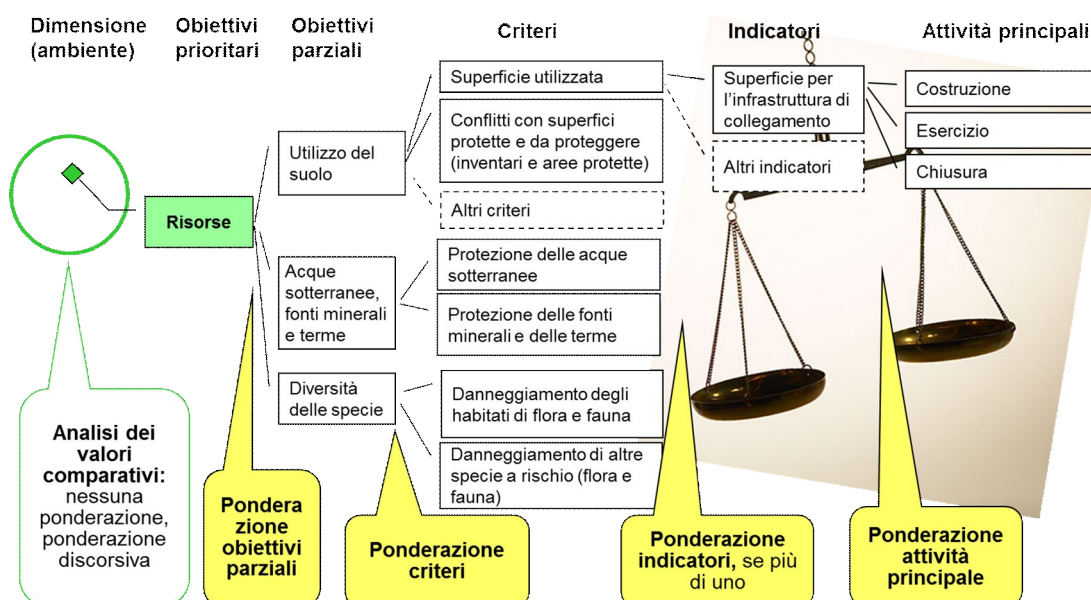 Dimensione
(ambiente)
Obiettivi
prioritari
Obiettivi
parziali
Criteri
Indicatori
Attività principali
Risorse
Utilizzo del
suolo
Acque
sotterranee,
fonti minerali
e terme
Diversità
delle specie
Superficie utilizzata
Conflitti con superfici
protette e da proteggere
(inventari e aree protette)
Altri criteri
Protezione delle acque
sotterranee
Protezione delle fonti
minerali e delle terme
Danneggiamento degli
habitati di flora e fauna
Danneggiamento di altre
specie a rischio (flora e
fauna)
Superficie per
l'infrastruttura di
collegamento
Altri indicatori
Costruzione
Esercizio
Chiusura
Analisi dei
valori
comparativi:
nessuna
ponderazione,
ponderazione
discorsiva
Pondera
zione
obiettivi
parziali
Ponderazione
criteri
Ponderazione
indicatori, se più
di uno
Ponderazione
attività
principale